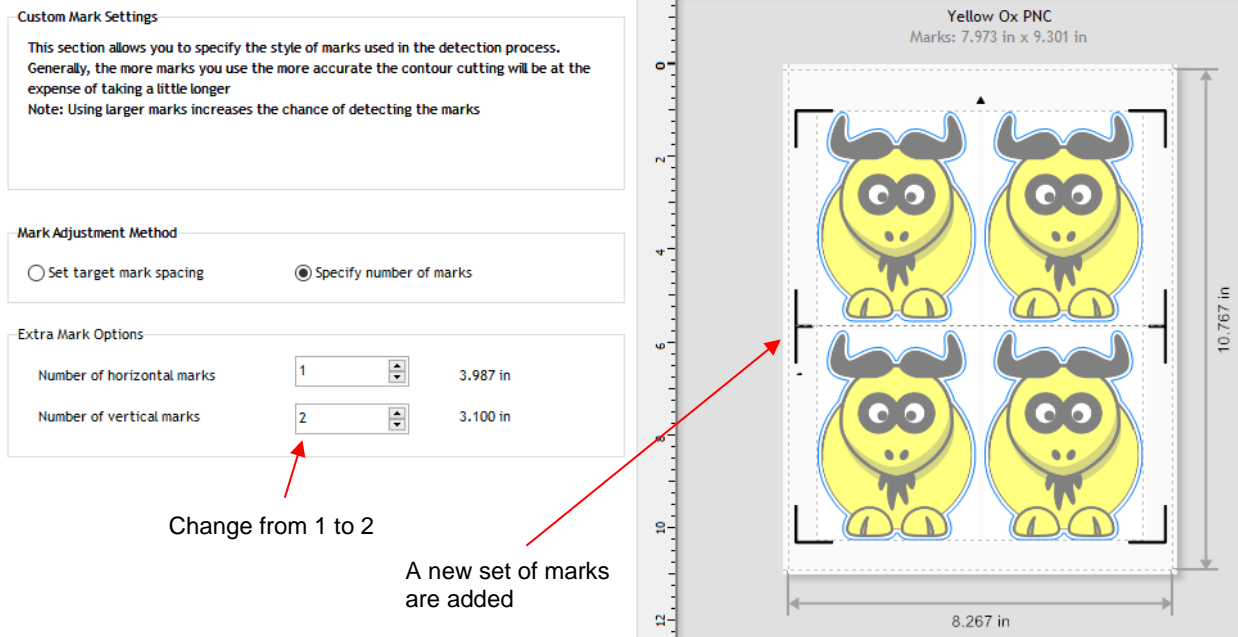 Custom Mark Settings
This section allows you to specify the style of marks used in the detection process.
Generally, the more marks you use the more accurate the contour cutting will be at the
expense of taking a little longer
Note: Using larger marks increases the chance of detecting the marks
Mark Adjustment Method
Set target mark spacing
Specify number of marks
Extra Mark Options
Number of horizontal marks
1
3.987 in
Number of vertical marks
2
3.100 in
Change from 1 to 2
A new set of marks
are added
Yellow Ox PNC
Marks: 7.973 in x 9.301 in
0
2
4
6
8
10
12
10.767 in
8.267 in